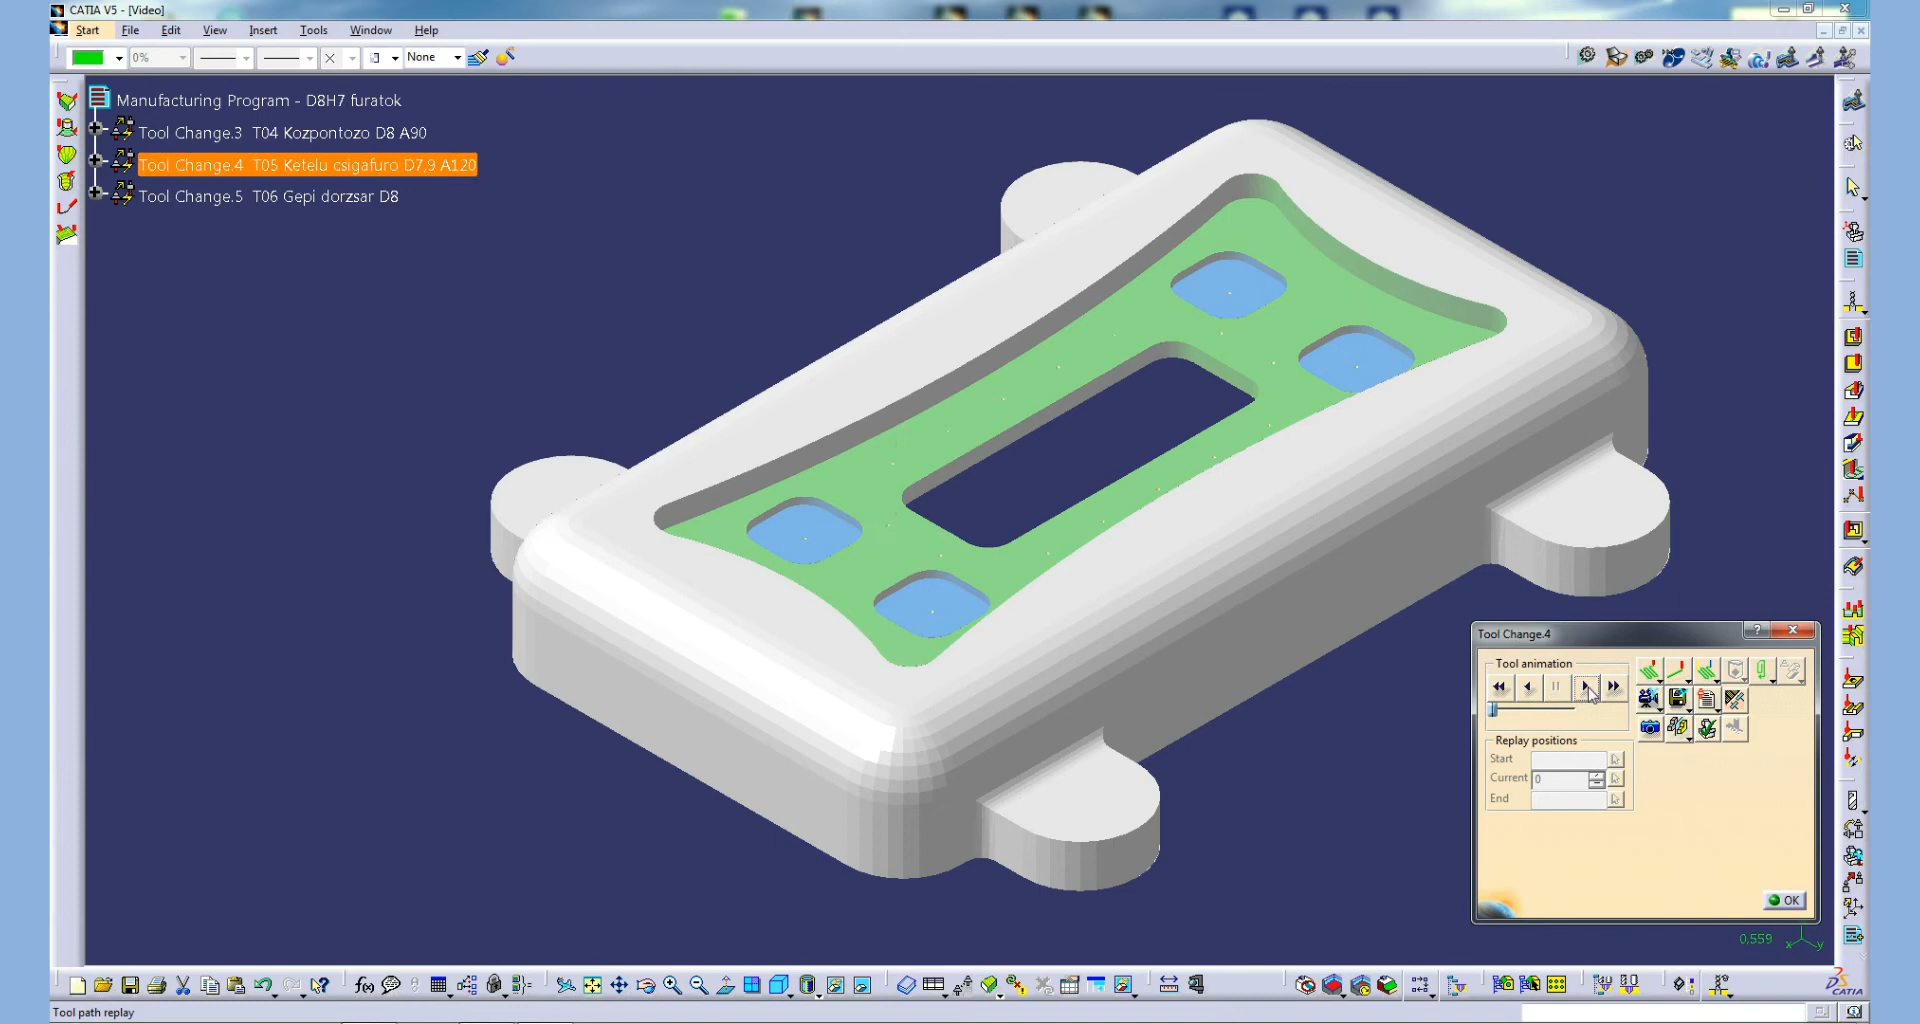 CATIA V5 - [Video]
Start File Edit View Insert Tools Window Help
0% None
Manufacturing Program - D8H7 furatok
Tool Change.3 T04 Kozpontozo D8 A90
Tool Change.4 T05 Ketelu csigafuro D7,9 A120
Tool Change.5 T06 Gepi dorzsar D8
Tool Change.4
Tool animation
Replay positions
Start
Current 0
End
OK
0,559
x y
f(x)
CATIA
Tool path replay